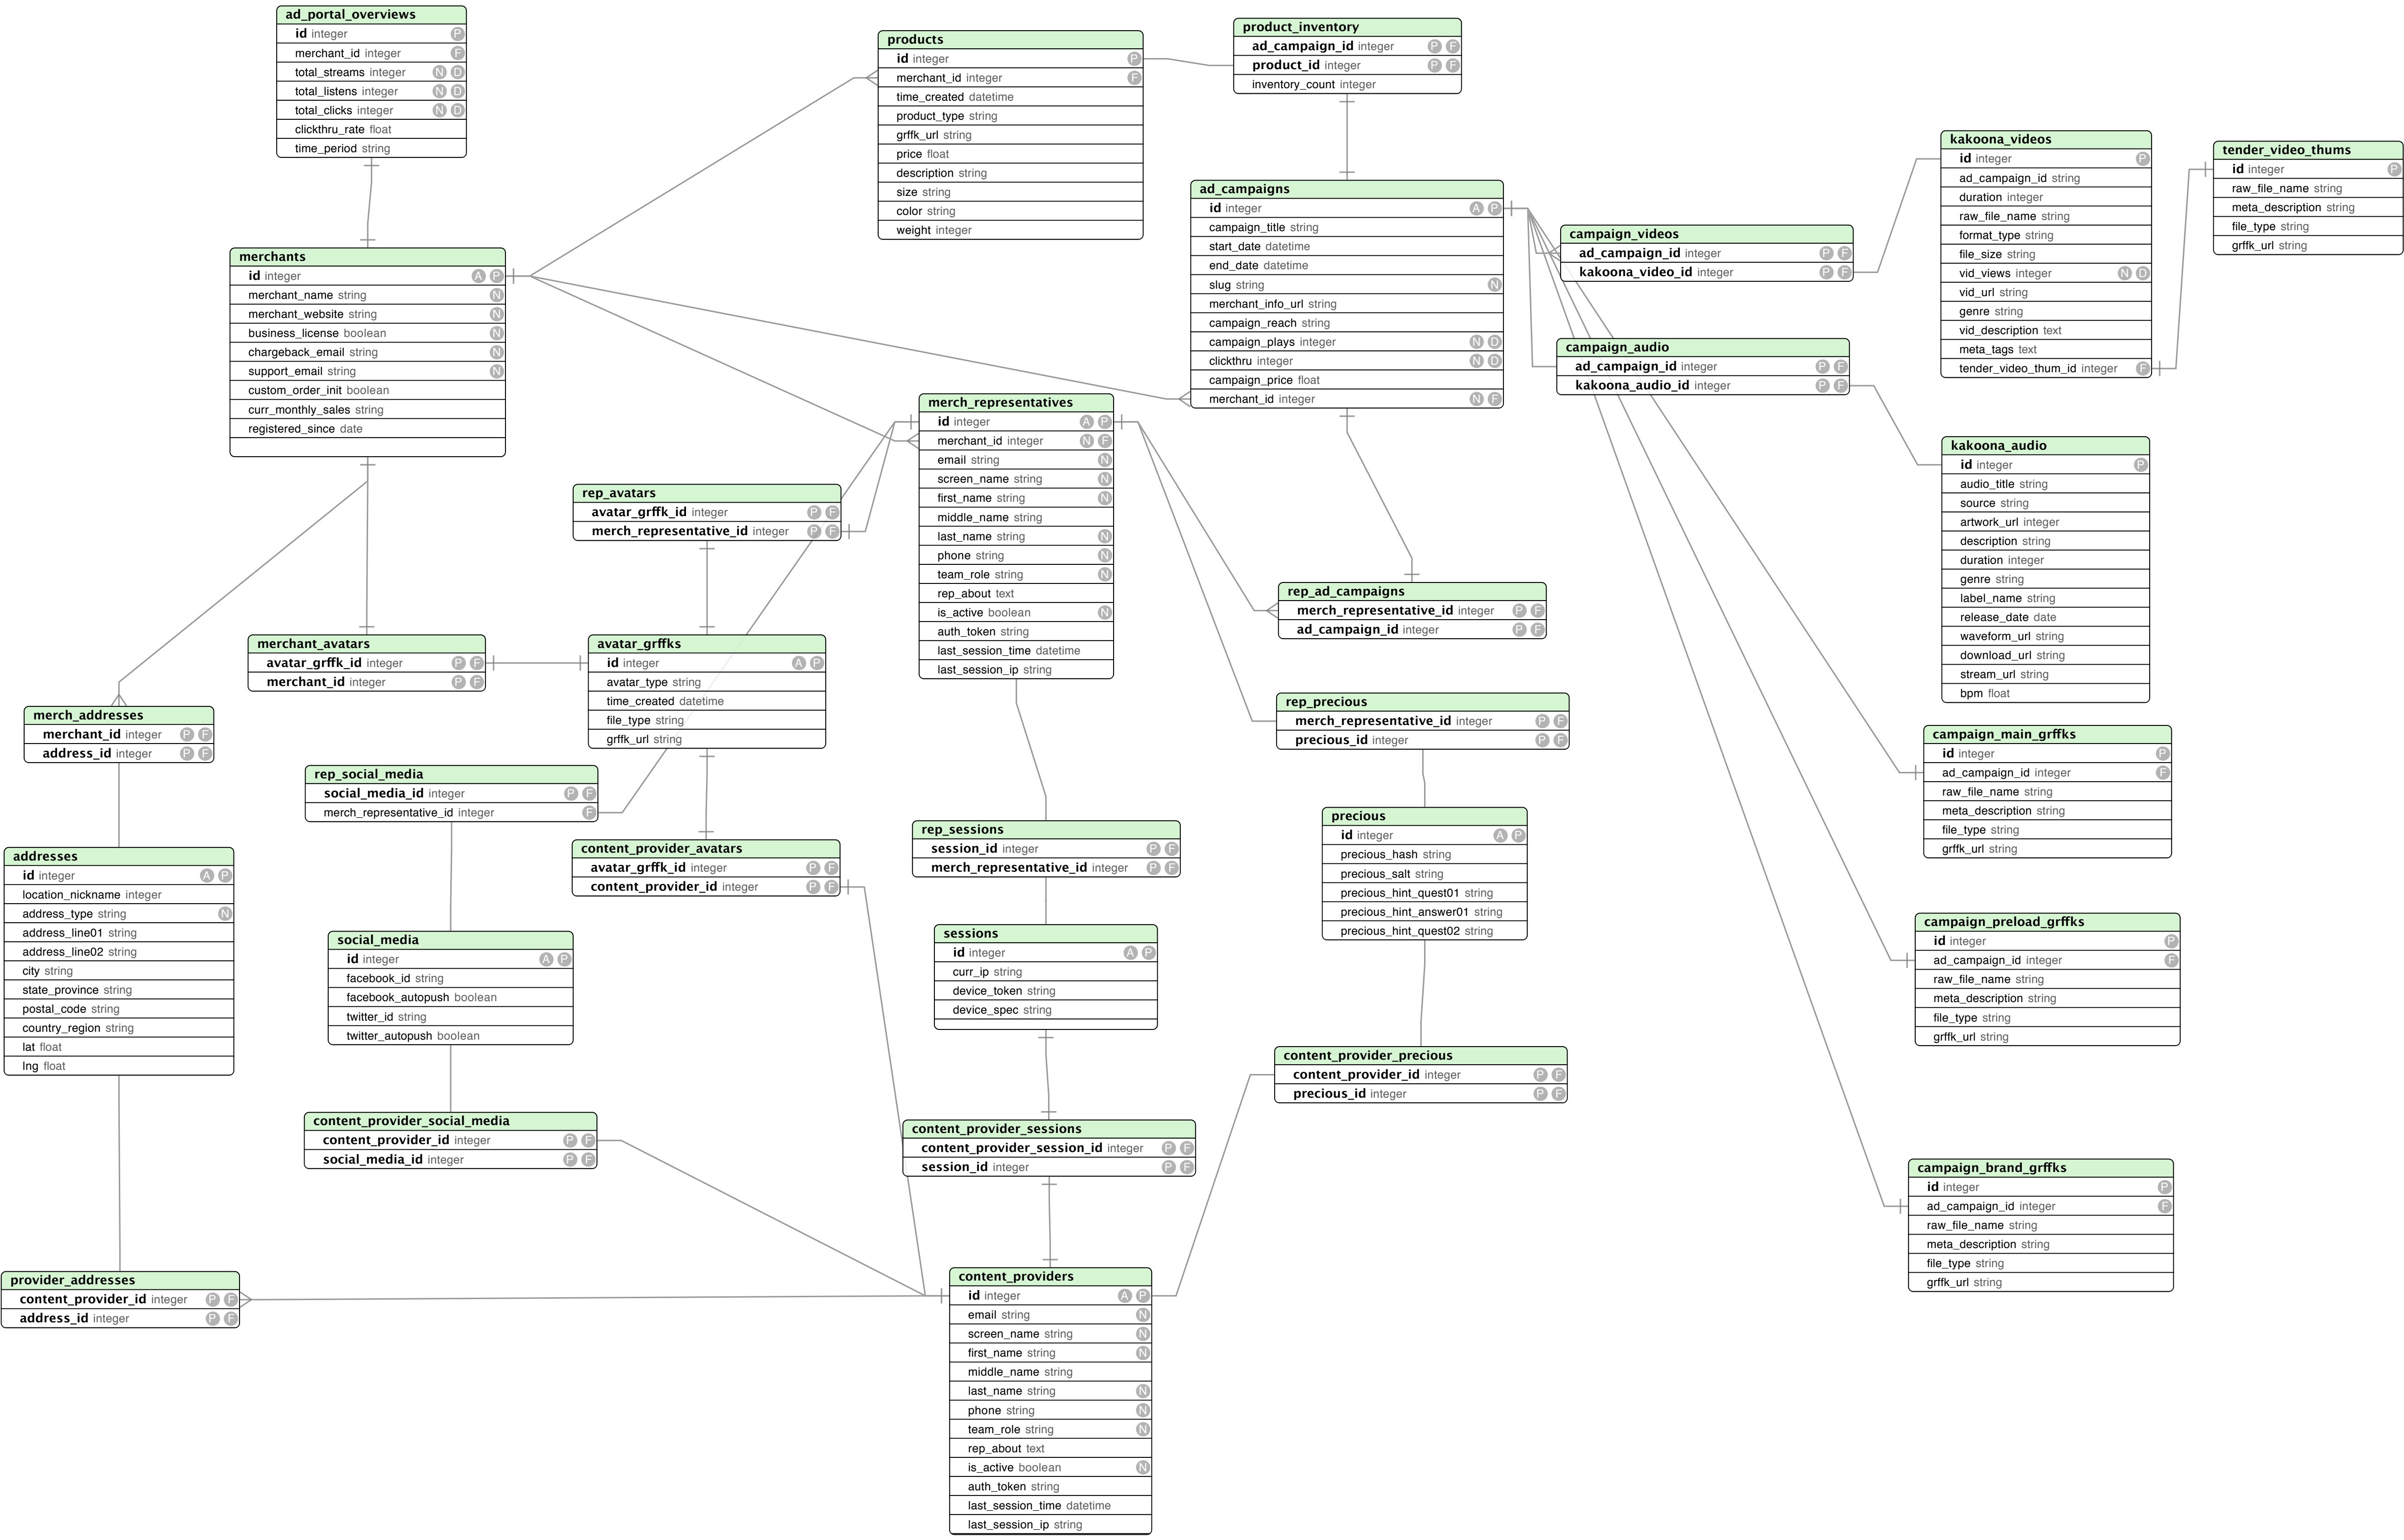 ad_portal_overviews
id integer P
merchant_id integer F
total_streams integer N D
total_listens integer N D
total_clicks integer N D
clickthru_rate float
time_period string
products
id integer P
merchant_id integer F
time_created datetime
product_type string
grffk_url string
price float
description string
size string
color string
weight integer
product_inventory
ad_campaign_id integer P F
product_id integer P F
inventory_count integer
kakoona_videos
id integer P
ad_campaign_id string
duration integer
raw_file_name string
format_type string
file_size string
vid_views integer N D
vid_url string
genre string
vid_description text
meta_tags text
tender_video_thum_id integer F
tender_video_thums
id integer P
raw_file_name string
meta_description string
file_type string
grffk_url string
ad_campaigns
id integer A P
campaign_title string
start_date datetime
end_date datetime
slug string N
merchant_info_url string
campaign_reach string
campaign_plays integer N D
clickthru integer N D
campaign_price float
merchant_id integer N F
campaign_videos
ad_campaign_id integer P F
kakoona_video_id integer P F
merchants
id integer A P
merchant_name string N
merchant_website string N
business_license boolean N
chargeback_email string N
support_email string N
custom_order_init boolean
curr_monthly_sales string
registered_since date
campaign_audio
ad_campaign_id integer P F
kakoona_audio_id integer P F
merch_representatives
id integer A P
merchant_id integer N F
email string N
screen_name string N
first_name string N
middle_name string
last_name string N
phone string N
team_role string N
rep_about text
is_active boolean N
auth_token string
last_session_time datetime
last_session_ip string
kakoona_audio
id integer P
audio_title string
source string
artwork_url integer
description string
duration integer
genre string
label_name string
release_date date
waveform_url string
download_url string
stream_url string
bpm float
rep_avatars
avatar_grffk_id integer P F
merch_representative_id integer P F
rep_ad_campaigns
merch_representative_id integer P F
ad_campaign_id integer P F
merchant_avatars
avatar_grffk_id integer P F
merchant_id integer P F
avatar_grffks
id integer A P
avatar_type string
time_created datetime
file_type string
grffk_url string
rep_precious
merch_representative_id integer P F
precious_id integer P F
merch_addresses
merchant_id integer P F
address_id integer P F
campaign_main_grffks
id integer P
ad_campaign_id integer F
raw_file_name string
meta_description string
file_type string
grffk_url string
rep_social_media
social_media_id integer P F
merch_representative_id integer F
precious
id integer A P
precious_hash string
precious_salt string
precious_hint_quest01 string
precious_hint_answer01 string
precious_hint_quest02 string
rep_sessions
session_id integer P F
merch_representative_id integer P F
content_provider_avatars
avatar_grffk_id integer P F
content_provider_id integer P F
addresses
id integer A P
location_nickname integer
address_type string N
address_line01 string
address_line02 string
city string
state_province string
postal_code string
country_region string
lat float
lng float
campaign_preload_grffks
id integer P
ad_campaign_id integer F
raw_file_name string
meta_description string
file_type string
grffk_url string
sessions
id integer A P
curr_ip string
device_token string
device_spec string
social_media
id integer A P
facebook_id string
facebook_autopush boolean
twitter_id string
twitter_autopush boolean
content_provider_precious
content_provider_id integer P F
precious_id integer P F
content_provider_social_media
content_provider_id integer P F
social_media_id integer P F
content_provider_sessions
content_provider_session_id integer P F
session_id integer P F
campaign_brand_grffks
id integer P
ad_campaign_id integer F
raw_file_name string
meta_description string
file_type string
grffk_url string
provider_addresses
content_provider_id integer P F
address_id integer P F
content_providers
id integer A P
email string N
screen_name string N
first_name string N
middle_name string
last_name string N
phone string N
team_role string N
rep_about text
is_active boolean N
auth_token string
last_session_time datetime
last_session_ip string